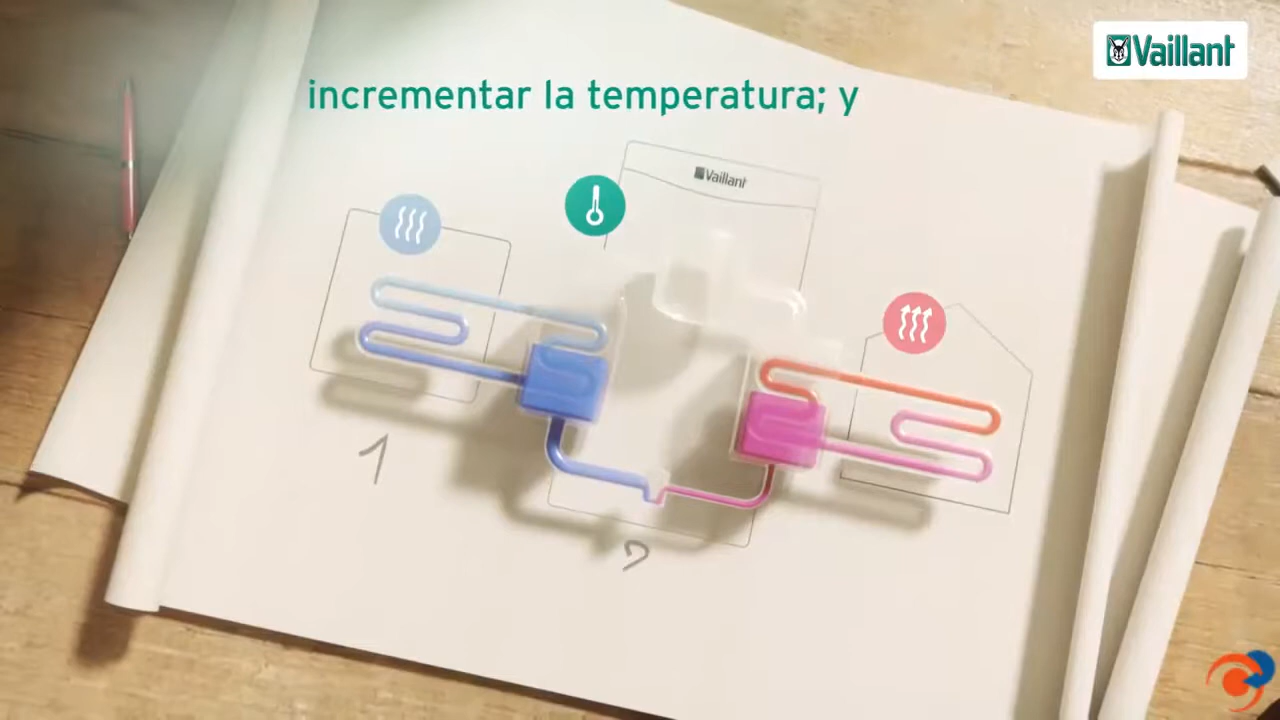 Vaillant
incrementar la temperatura; y
Vaillant
1
2